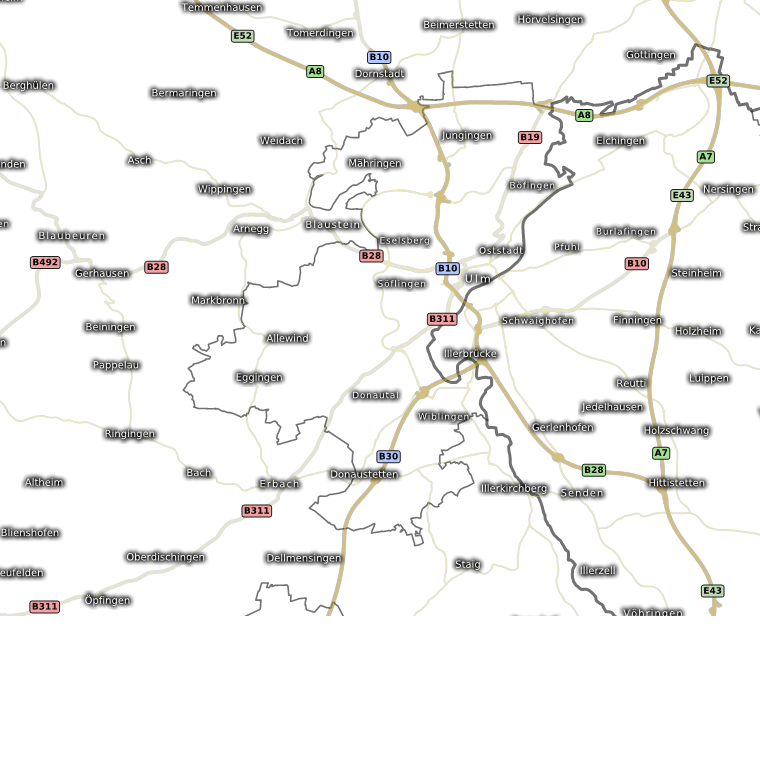 Temmenhausen
Hörvelsingen
Beimerstetten
E52
Tomerdingen
B10
Göttingen
A8
Dornstadt
E52
Berghülen
Bermaringen
A8
Jungingen
B19
Weidach
Elchingen
Asch
Mähringen
A7
nden
Wippingen
Böfingen
E43
Nersingen
Blaustein
Arnegg
Blaubeuren
Eselsberg
Burlafingen
Pfuhl
Oststadt
B28
B492
B28
B10
B10
Gerhausen
Söflingen
Ulm
Steinheim
Markbronn
B311
Schwaighofen
Finningen
Beiningen
Holzheim
Allewind
Illerbrücke
Pappelau
Eggingen
Reutti
Luippen
Donautal
Jedelhausen
Wiblingen
Gerlenhofen
Holzschwang
Ringingen
B30
A7
Bach
Donaustetten
B28
Altheim
Erbach
Illerkirchberg
Senden
Hittistetten
B311
Blienshofen
Oberdischingen
Dellmensingen
Staig
Illerzell
eufelden
E43
Öpfingen
B311
Vöhringen